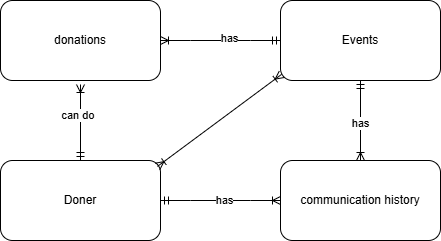 donations
has
Events
can do
has
Doner
has
communication history